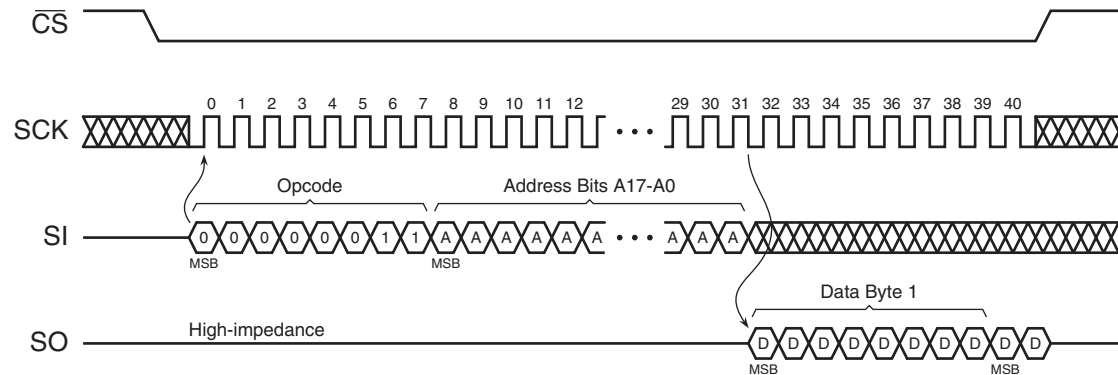 CS
0 1 2 3 4 5 6 7 8 9 10 11 12 29 30 31 32 33 34 35 36 37 38 39 40
SCK
Opcode Address Bits A17-A0
SI 0 0 0 0 0 0 1 1 A A A A A A • • • A A A
MSB MSB
Data Byte 1
High-impedance
SO D D D D D D D D D D
MSB MSB